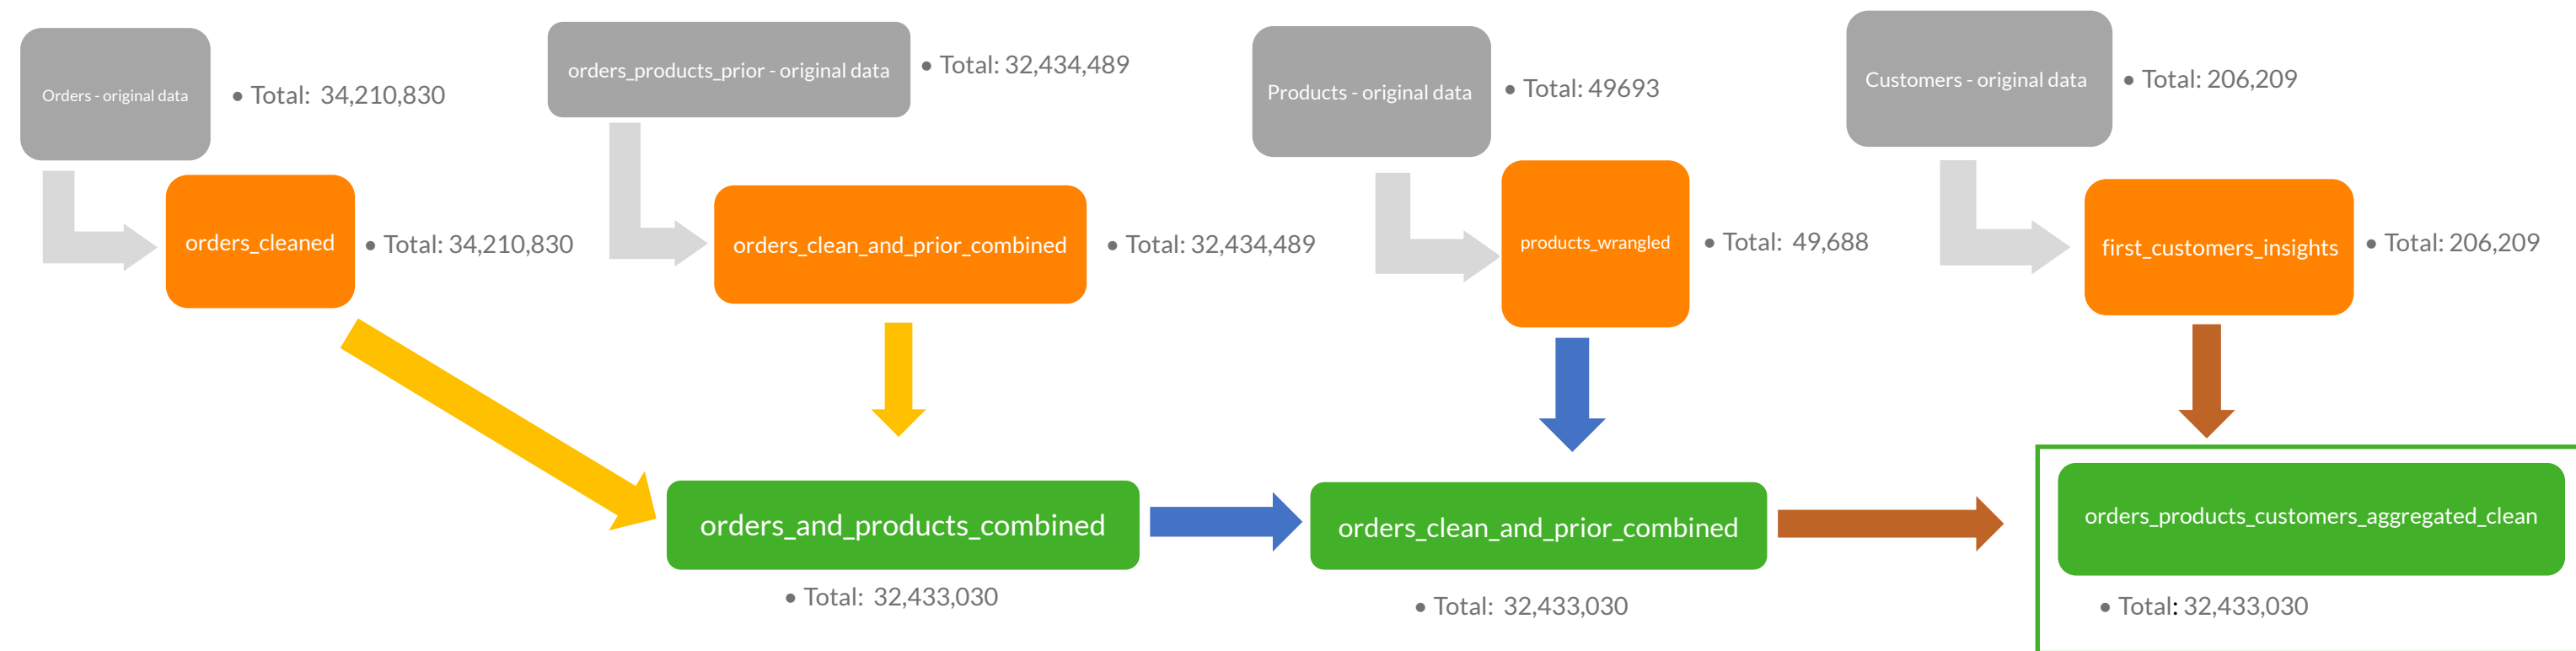 Orders - original data
• Total: 34,210,830
orders_products_prior - original data
• Total: 32,434,489
Products - original data
• Total: 49693
Customers - original data
• Total: 206,209
orders_cleaned
• Total: 34,210,830
orders_clean_and_prior_combined
• Total: 32,434,489
products_wrangled
• Total: 49,688
first_customers_insights
• Total: 206,209
orders_and_products_combined
• Total: 32,433,030
orders_clean_and_prior_combined
• Total: 32,433,030
orders_products_customers_aggregated_clean
• Total: 32,433,030